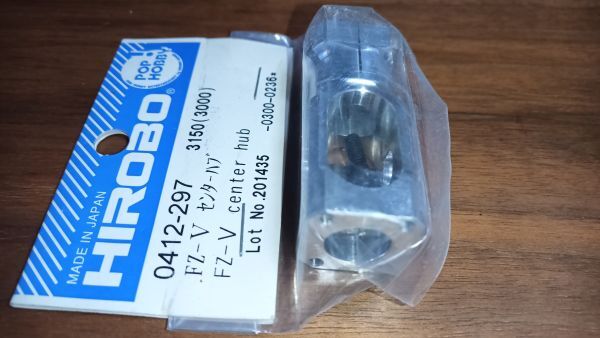 POP
HOBBY
HIROBO®
MADE IN JAPAN
0412-297
3150(3000)
.FZ-V センターハブ
FZ-V center hub
-0300-0236*
Lot No.201435